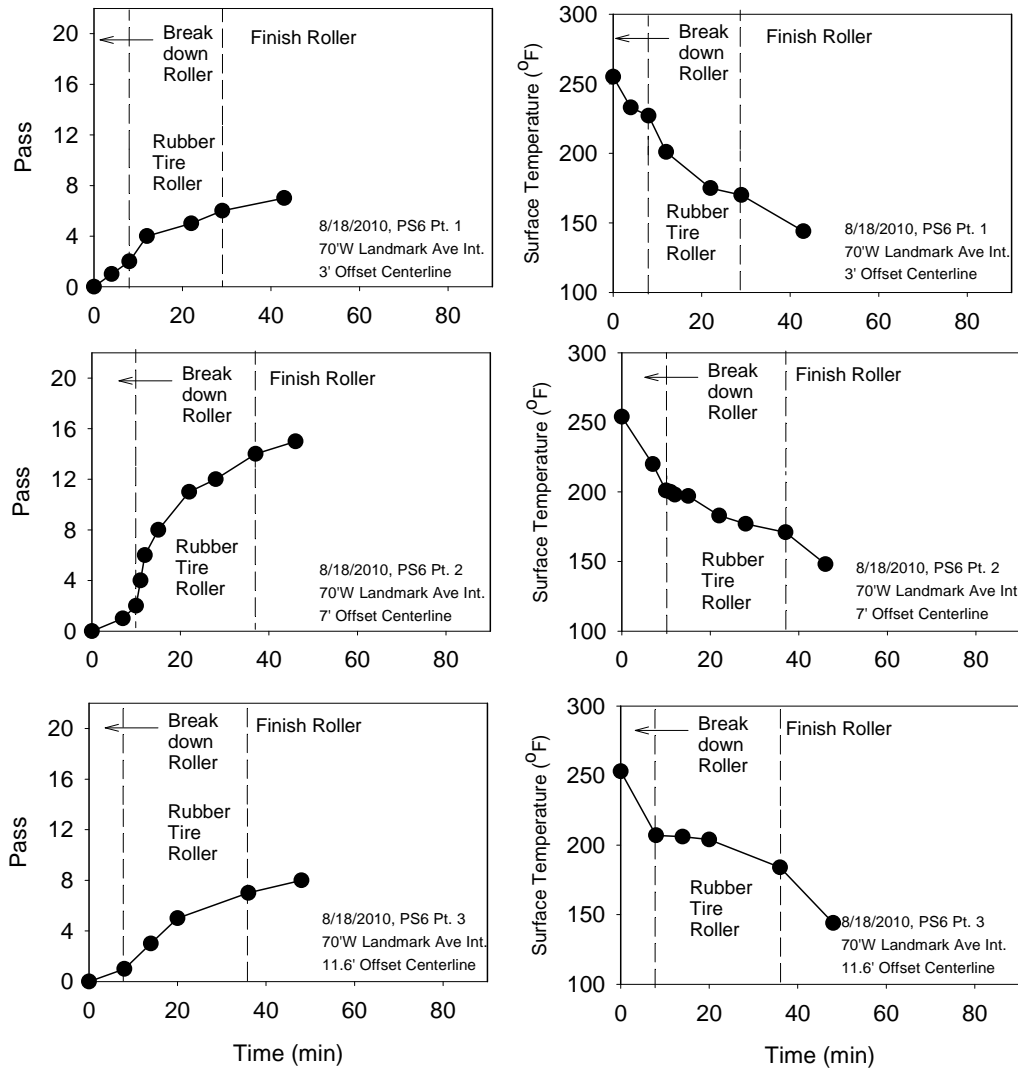 20
16
12
8
4
0
Pass
Break
down
Roller
Finish Roller
Rubber
Tire
Roller
8/18/2010, PS6 Pt. 1
70'W Landmark Ave Int.
3' Offset Centerline
0 20 40 60 80
300
250
200
150
100
Surface Temperature (⁰F)
Break
down
Roller
Finish Roller
Rubber
Tire
Roller
8/18/2010, PS6 Pt. 1
70'W Landmark Ave Int.
3' Offset Centerline
0 20 40 60 80
20
16
12
8
4
0
Pass
Break
down
Roller
Finish Roller
Rubber
Tire
Roller
8/18/2010, PS6 Pt. 2
70'W Landmark Ave Int.
7' Offset Centerline
0 20 40 60 80
300
250
200
150
100
Surface Temperature (⁰F)
Break
down
Roller
Finish Roller
Rubber
Tire
Roller
8/18/2010, PS6 Pt. 2
70'W Landmark Ave Int.
7' Offset Centerline
0 20 40 60 80
20
16
12
8
4
0
Pass
Break
down
Roller
Finish Roller
Rubber
Tire
Roller
8/18/2010, PS6 Pt. 3
70'W Landmark Ave Int.
11.6' Offset Centerline
0 20 40 60 80
Time (min)
300
250
200
150
100
Surface Temperature (⁰F)
Break
down
Roller
Finish Roller
Rubber
Tire
Roller
8/18/2010, PS6 Pt. 3
70'W Landmark Ave Int.
11.6' Offset Centerline
0 20 40 60 80
Time (min)